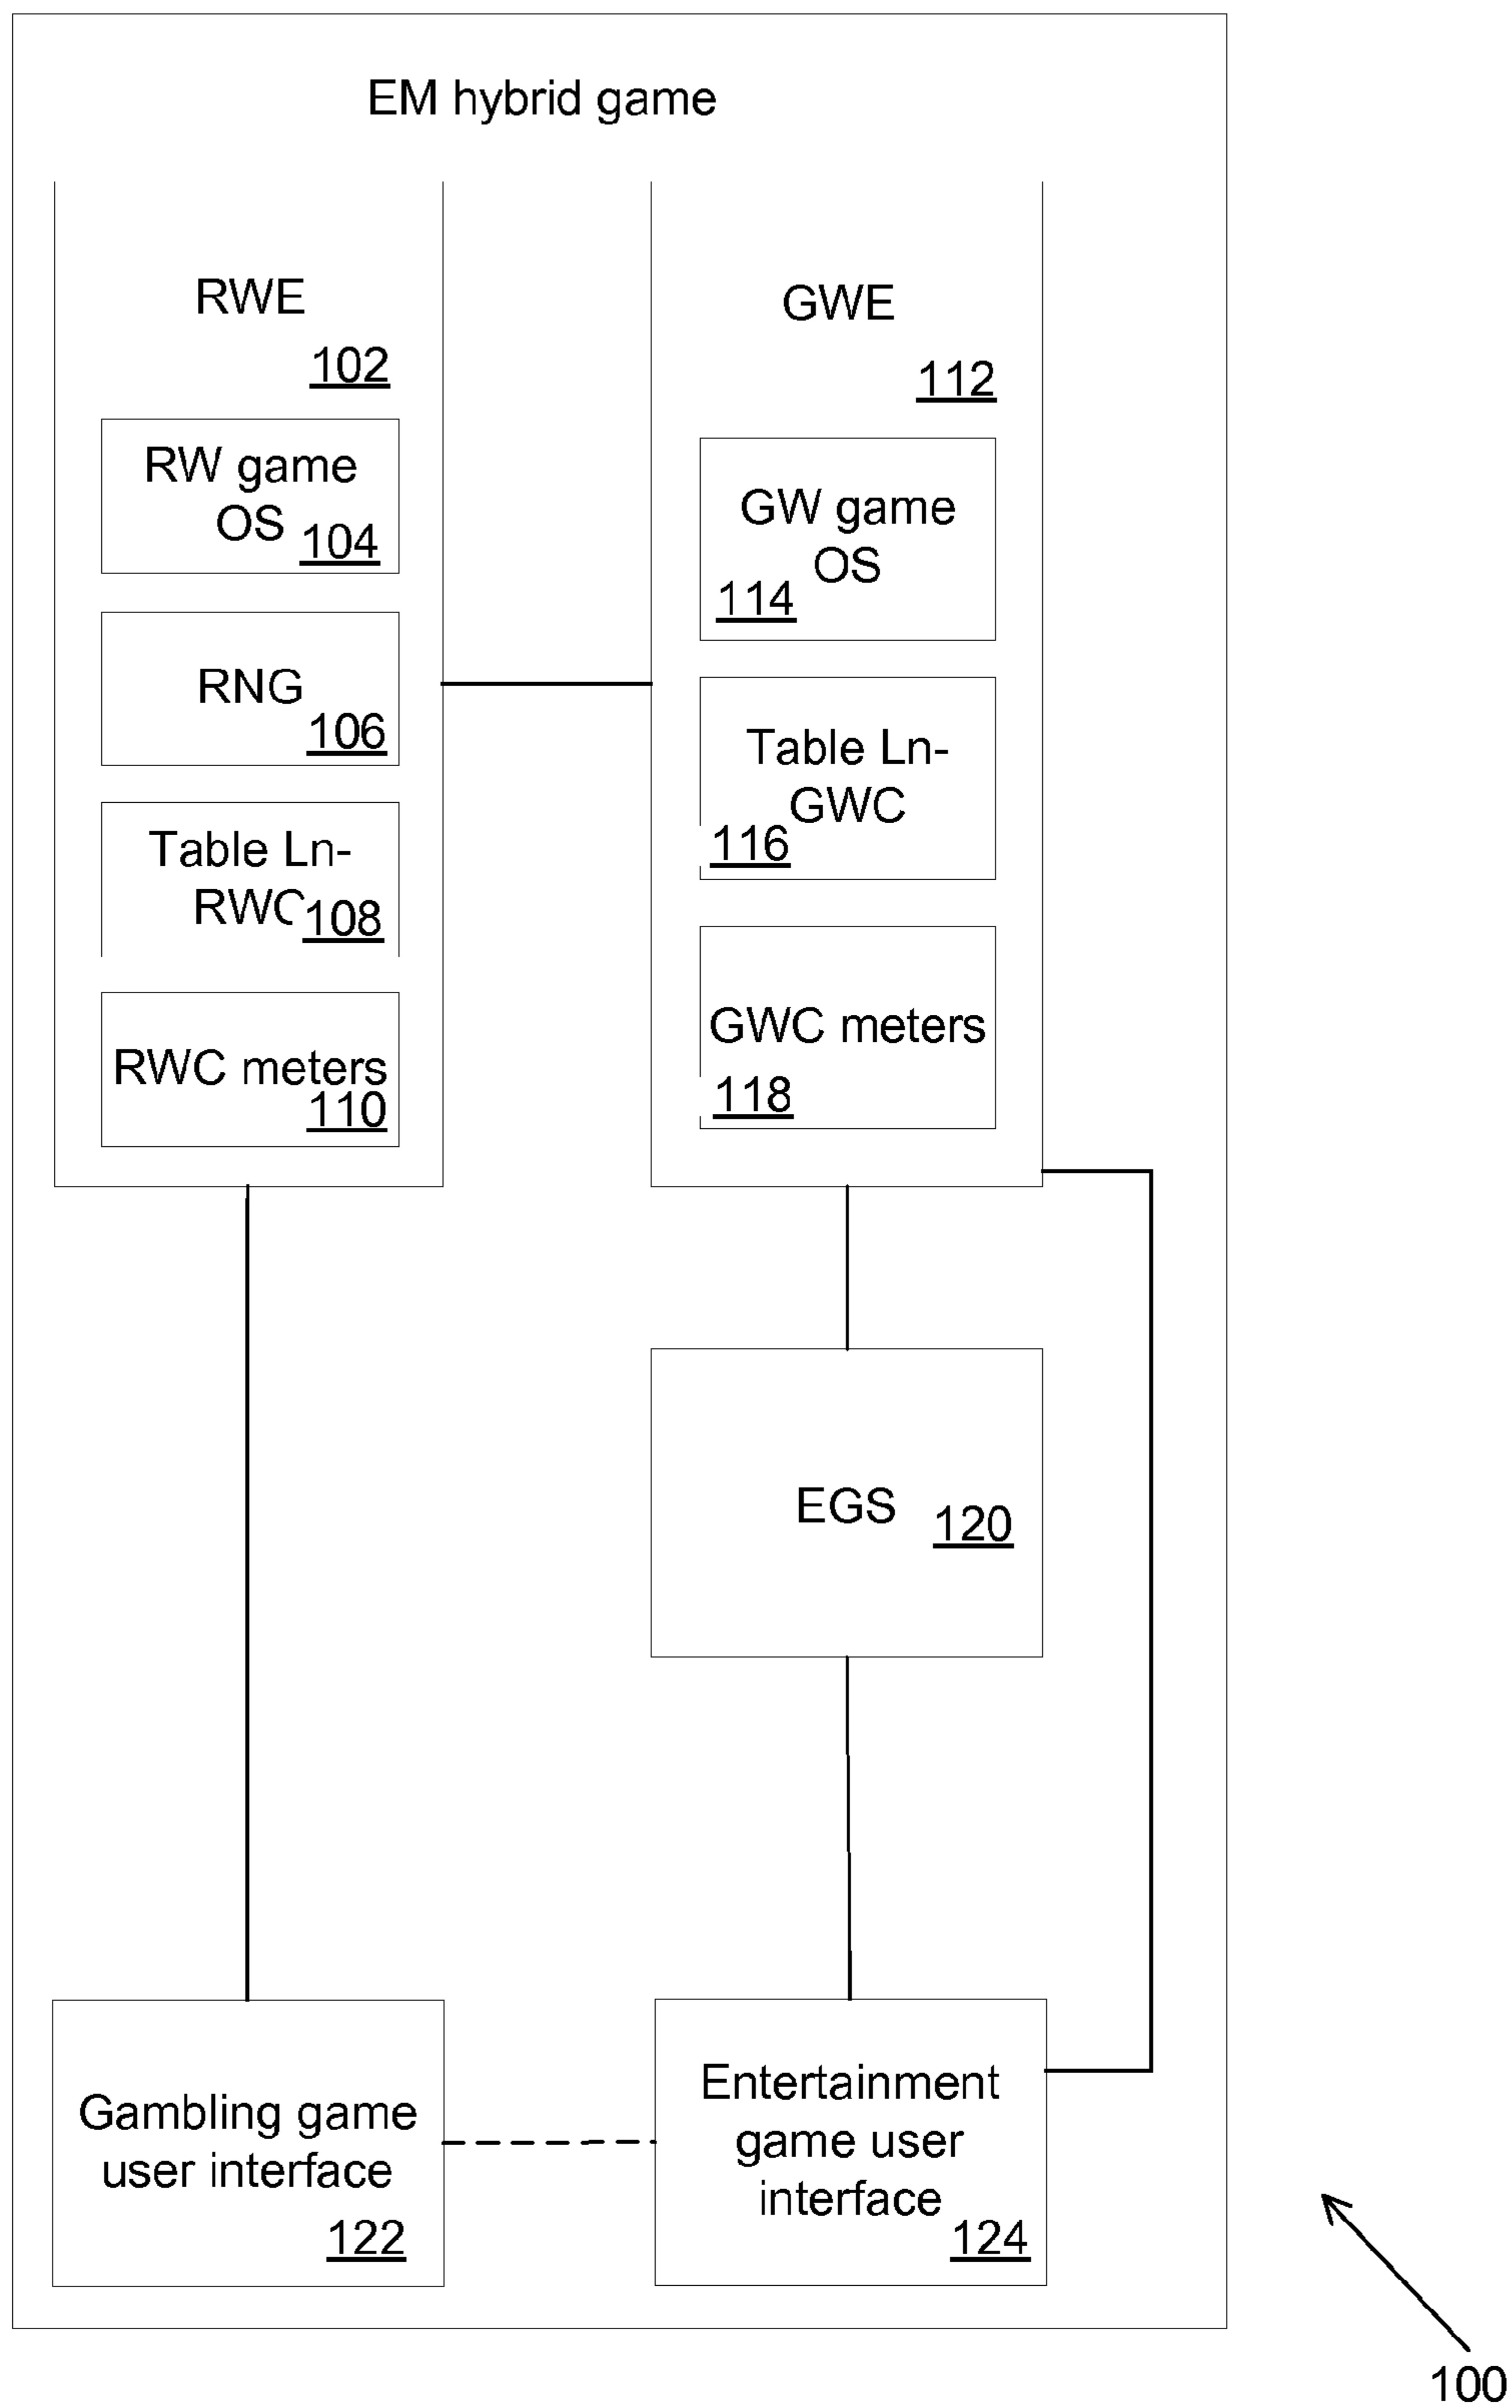 EM hybrid game
RWE
102
RW game
OS 104
RNG
106
Table Ln-
RWC 108
RWC meters
110
GWE
112
GW game
OS
114
Table Ln-
GWC
116
GWC meters
118
EGS 120
Gambling game
user interface
122
Entertainment
game user
interface
124
100